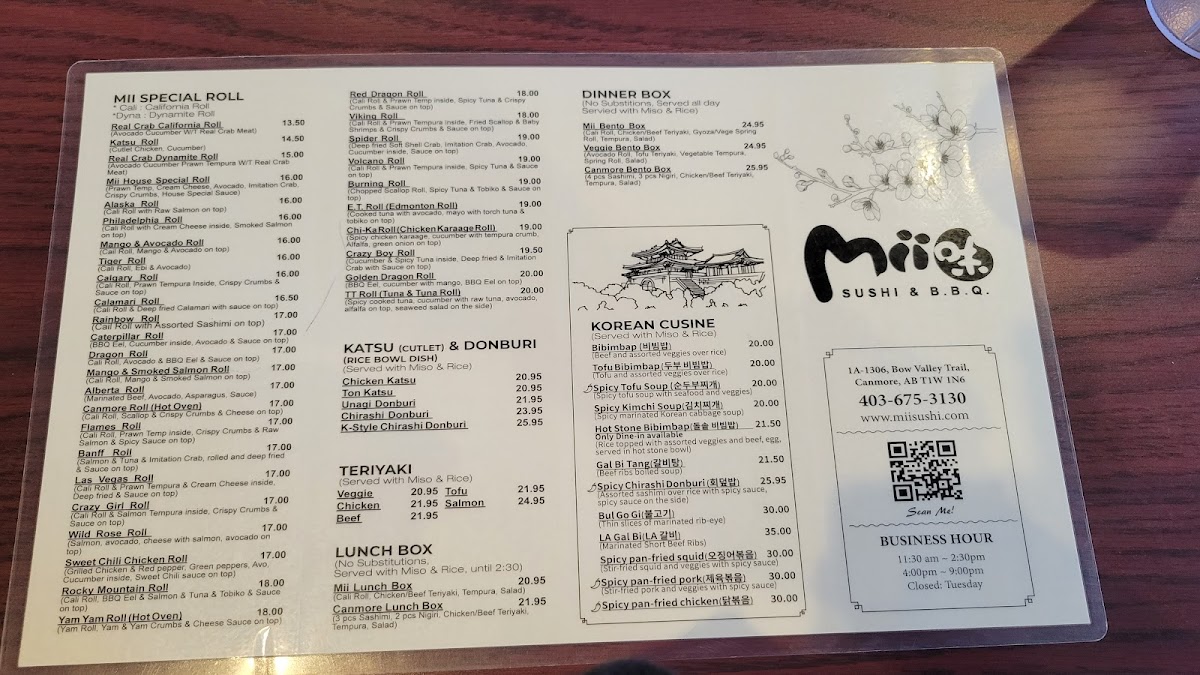 MII SPECIAL ROLL
* Cali : California Roll
*Dyna : Dynamite Roll
Real Crab California Roll 13.50
(Avocado Cucumber W/T Real Crab Meat)
Katsu Roll 14.50
(Cutlet Chicken, Cucumber)
Real Crab Dynamite Roll 15.00
(Avocado Cucumber Prawn Tempura W/T Real Crab
Meat)
Mii House Special Roll 16.00
(Prawn Temp, Cream Cheese, Avocado, Imitation Crab,
Crispy Crumbs, House Special Sauce)
Alaska Roll 16.00
(Cali Roll with Raw Salmon on top)
Philadelphia Roll 16.00
(Cali Roll with Cream Cheese inside, Smoked Salmon
on top)
Mango & Avocado Roll 16.00
(Cali Roll, Mango & Avocado on top)
Tiger Roll 16.00
(Cali Roll, Ebi & Avocado)
Calgary Roll 16.00
(Cali Roll, Prawn Tempura Inside, Crispy Crumbs &
Sauce on top)
Calamari Roll 16.50
(Cali Roll & Deep fried Calamari with sauce on top)
Rainbow Roll 17.00
(Cali Roll with Assorted Sashimi on top)
Caterpillar Roll 17.00
(BBQ Eel, Cucumber inside, Avocado & Sauce on top)
Dragon Roll 17.00
Cali Roll, Avocado & BBQ Eel & Sauce on top)
Mango & Smoked Salmon Roll 17.00
(Cali Roll, Mango & Smoked Salmon on top)
Alberta Roll 17.00
(Marinated Beef, Avocado, Asparagus, Sauce)
Canmore Roll (Hot Oven) 17.00
(Cali Roll, Scallop & Crispy Crumbs & Cheese on top)
Flames Roll 17.00
(Cali Roll, Prawn Temp inside, Crispy Crumbs & Raw
Salmon & Spicy Sauce on top)
Banff Roll 17.00
(Salmon & Tuna & Imitation Crab, rolled and deep fried
& Sauce on top)
Las Vegas Roll 17.00
(Cali Roll & Prawn Tempura & Cream Cheese inside,
Deep fried & Sauce on top)
Crazy Girl Roll 17.00
(Cali Roll & Salmon Tempura inside, Crispy Crumbs &
Sauce on top)
Wild Rose Roll 17.00
(Salmon, avocado, cheese with salmon, avocado on
top)
Sweet Chili Chicken Roll 17.00
(Grilled Chicken & Red pepper, Green peppers, Avo,
Cucumber inside, Sweet Chili sauce on top)
Rocky Mountain Roll 18.00
(Cali Roll, BBQ Eel & Salmon & Tuna & Tobiko & Sauce
on top)
Yam Yam Roll (Hot Oven) 18.00
(Yam Roll, Yam & Yam Crumbs & Cheese Sauce on top)
Red Dragon Roll 18.00
(Cali Roll & Prawn Temp inside, Spicy Tuna & Crispy
Crumbs & Sauce on top)
Viking Roll 18.00
(Cali Roll & Prawn Tempura Inside, Fried Scallop & Baby
Shrimps & Crispy Crumbs & Sauce on top)
Spider Roll 19.00
(Deep fried Soft Shell Crab, Imitation Crab, Avocado,
Cucumber inside, Sauce on Top)
Volcano Roll 19.00
(Cali Roll & Prawn Tempura Inside, Spicy Tuna & Sauce
on top)
Burning Roll 19.00
(Chopped Scallop Roll, Spicy Tuna & Tobiko & Sauce on
top)
E.T. Roll (Edmonton Roll) 19.00
(Cooked tuna with avocado, mayo with torch tuna &
tobiko on top)
Chi-Ka Roll (Chicken Karaage Roll) 19.00
(Spicy chicken karaage, cucumber with tempura crumb,
Alfalfa, green onion on top)
Crazy Boy Roll 19.50
(Cucumber & Spicy Tuna inside, Deep fried & Imitation
Crab with Sauce on top)
Golden Dragon Roll 20.00
(BBQ Eel, cucumber with mango, BBQ Eel on top)
TT Roll (Tuna & Tuna Roll) 20.00
(Spicy cooked tuna, cucumber with raw tuna, avocado,
alfalfa on top, seaweed salad on the side)
KATSU (CUTLET) & DONBURI
(RICE BOWL DISH)
(Served with Miso & Rice)
Chicken Katsu 20.95
Ton Katsu 20.95
Unagi Donburi 21.95
Chirashi Donburi 23.95
K-Style Chirashi Donburi 25.95
TERIYAKI
(Served with Miso & Rice)
Veggie 20.95 Tofu 21.95
Chicken 21.95 Salmon 24.95
Beef 21.95
LUNCH BOX
(No Substitutions,
Served with Miso & Rice, until 2:30)
Mii Lunch Box 20.95
(Cali Roll, Chicken/Beef Teriyaki, Tempura, Salad)
Canmore Lunch Box 21.95
(3 pcs Sashimi, 2 pcs Nigiri, Chicken/Beef Teriyaki,
Tempura, Salad)
DINNER BOX
(No Substitions, Served all day
Servied with Miso & Rice)
Mii Bento Box 24.95
(Cali Roll, Chicken/Beef Teriyaki, Gyoza/Vege Spring
Roll, Tempura, Salad)
Veggie Bento Box 24.95
(Avocado Roll, Tofu Teriyaki, Vegetable Tempura,
Spring Roll, Salad)
Canmore Bento Box 25.95
(4 pcs Sashimi, 3 pcs Nigiri, Chicken/Beef Teriyaki,
Tempura, Salad)
KOREAN CUSINE
(Served with Miso & Rice)
Bibimbap (비빔밥) 20.00
(Beef and assorted veggies over rice)
Tofu Bibimbap (두부 비빔밥) 20.00
(Tofu and assorted veggies over rice)
Spicy Tofu Soup (순두부찌개) 20.00
(Spicy tofu soup with seafood and veggies)
Spicy Kimchi Soup(김치찌개) 20.00
(Spicy marinated Korean cabbage soup)
Hot Stone Bibimbap(돌솥 비빔밥) 21.50
Only Dine-in available
(Rice topped with assorted veggies and beef, egg,
served in hot stone bowl)
Gal Bi Tang(갈비탕) 21.50
(Beef ribs boiled soup)
Spicy Chirashi Donburi (회덮밥) 25.95
(Assorted sashimi over rice with spicy sauce,
spicy sauce on the side)
Bul Go Gi(불고기) 30.00
(Thin slices of marinated rib-eye)
LA Gal Bi(LA 갈비) 35.00
(Marinated Short Beef Ribs)
Spicy pan-fried squid(오징어볶음) 30.00
(Stir-fried squid and veggies with spicy sauce)
Spicy pan-fried pork(제육볶음) 30.00
(Stir-fried pork and veggies with spicy sauce)
Spicy pan-fried chicken(닭볶음) 30.00
Mii味
SUSHI & B.B.Q.
1A-1306, Bow Valley Trail,
Canmore, AB T1W 1N6
403-675-3130
www.miisushi.com
Scan Me!
BUSINESS HOUR
11:30 am ~ 2:30pm
4:00pm ~ 9:00pm
Closed: Tuesday